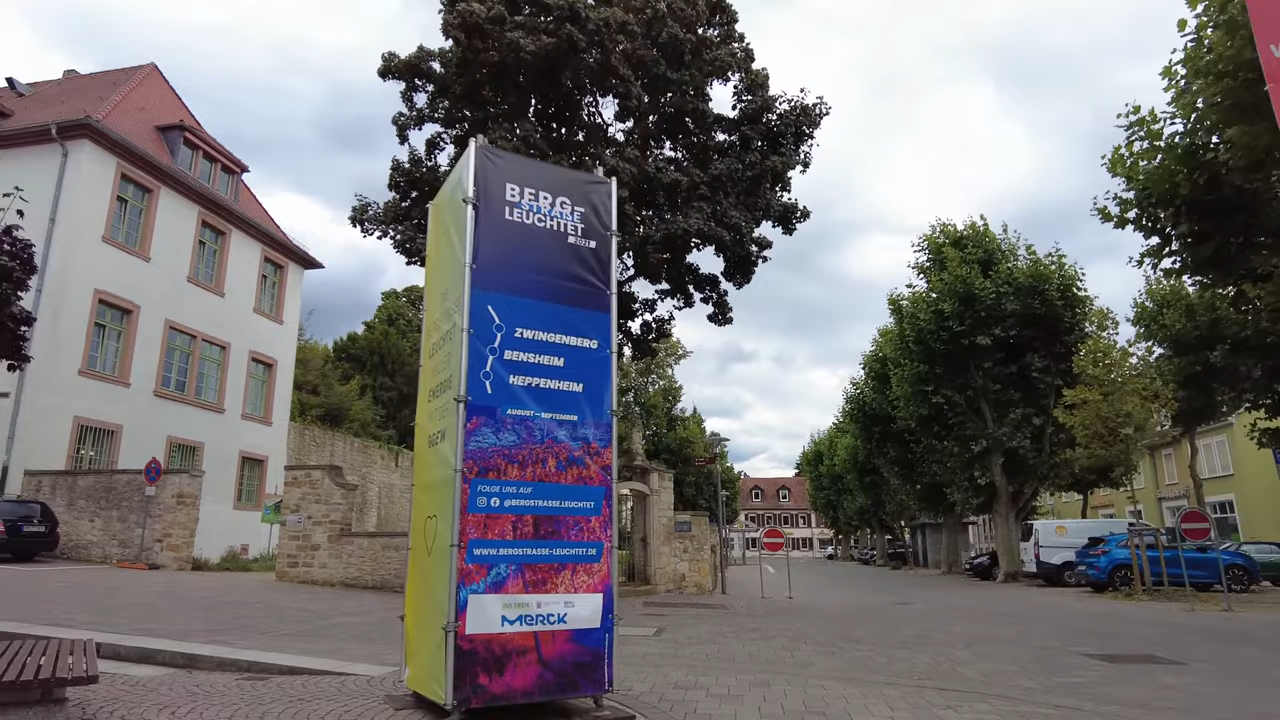 BERG-
STRAẞE
LEUCHTET
2021
ZWINGENBERG
BENSHEIM
HEPPENHEIM
AUGUST — SEPTEMBER
FOLGE UNS AUF
@BERGSTRASSE.LEUCHTET
WWW.BERGSTRASSE-LEUCHTET.DE
MERCK
LEUCHTET
ENERGIE
GGEW